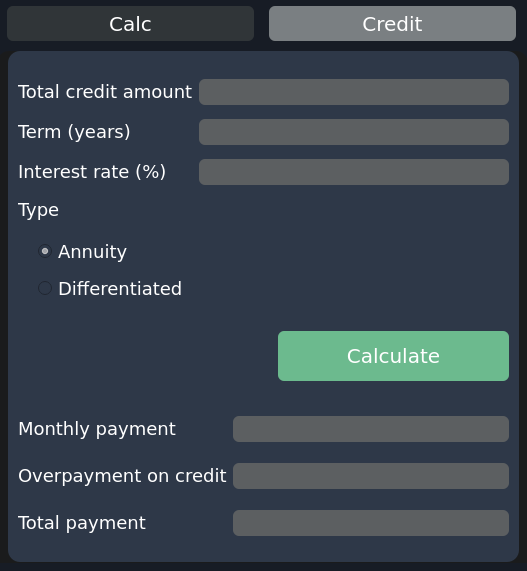 Calc Credit
Total credit amount
Term (years)
Interest rate (%)
Type
Annuity
Differentiated
Calculate
Monthly payment
Overpayment on credit
Total payment